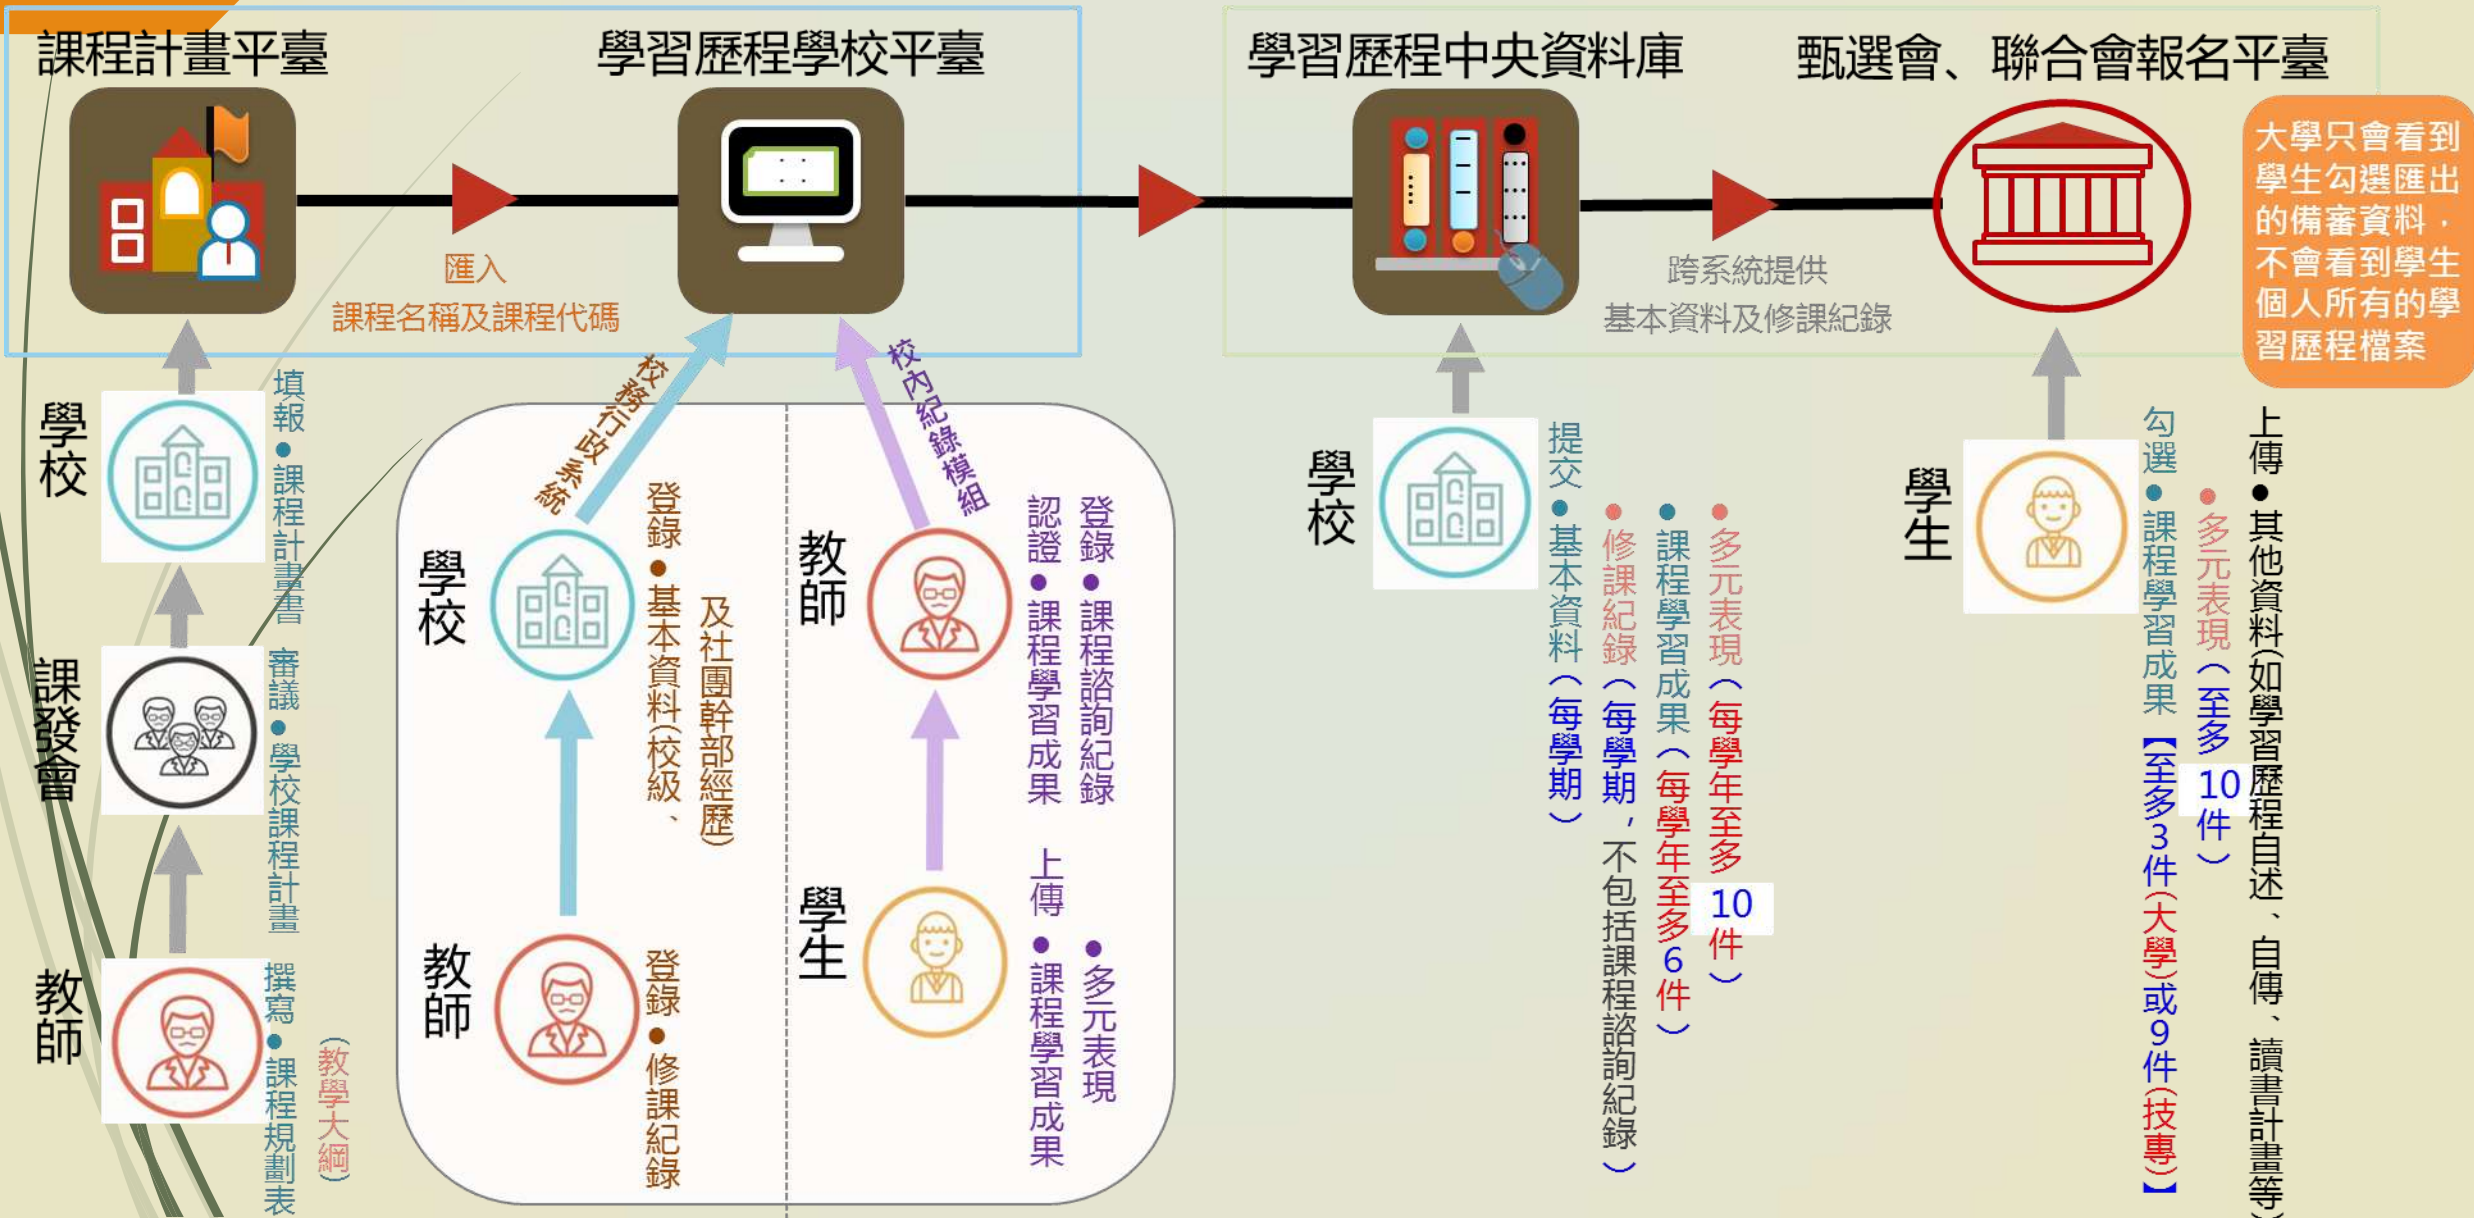 課程計畫平臺
學習歷程學校平臺
學習歷程中央資料庫
甄選會、聯合會報名平臺
大學只會看到
學生勾選匯出
的備審資料，
不會看到學生
個人所有的學
習歷程檔案
匯入
課程名稱及課程代碼
跨系統提供
基本資料及修課紀錄
學校
填報●課程計畫書
課發會
審議●學校課程計畫
教師
撰寫●課程規劃表
(教學大綱)
校務行政系統
學校
登錄●基本資料(校級、
及社團幹部經歷)
教師
登錄●修課紀錄
校內紀錄模組
教師
登錄●課程諮詢紀錄
認證●課程學習成果
學生
上傳●課程學習成果
●多元表現
學校
提交●基本資料(每學期)
●修課紀錄(每學期,不包括課程諮詢紀錄)
●課程學習成果(每學年至多6件)
●多元表現(每學年至多10件)
學生
勾選●課程學習成果【至多3件(大學)或9件(技專)】
●多元表現(至多10件)
上傳●其他資料(如學習歷程自述、自傳、讀書計畫等)